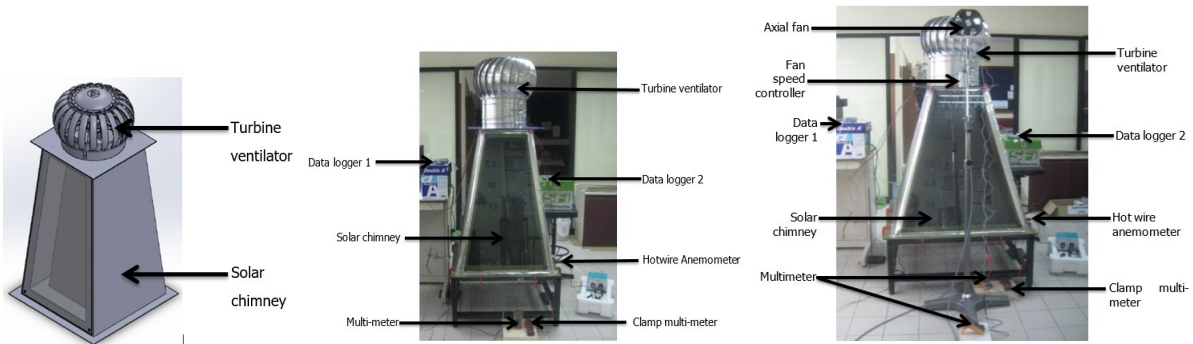 Turbine
ventilator
Solar
chimney
Turbine ventilator
Data logger 1
Data logger 2
Solar chimney
Hotwire Anemometer
Multi-meter
Clamp multi-meter
Axial fan
Fan
speed
controller
Turbine
ventilator
Data
logger 1
Data logger 2
Solar
chimney
Hot wire
anemometer
Multimeter
Clamp multi-
meter
Double A
A